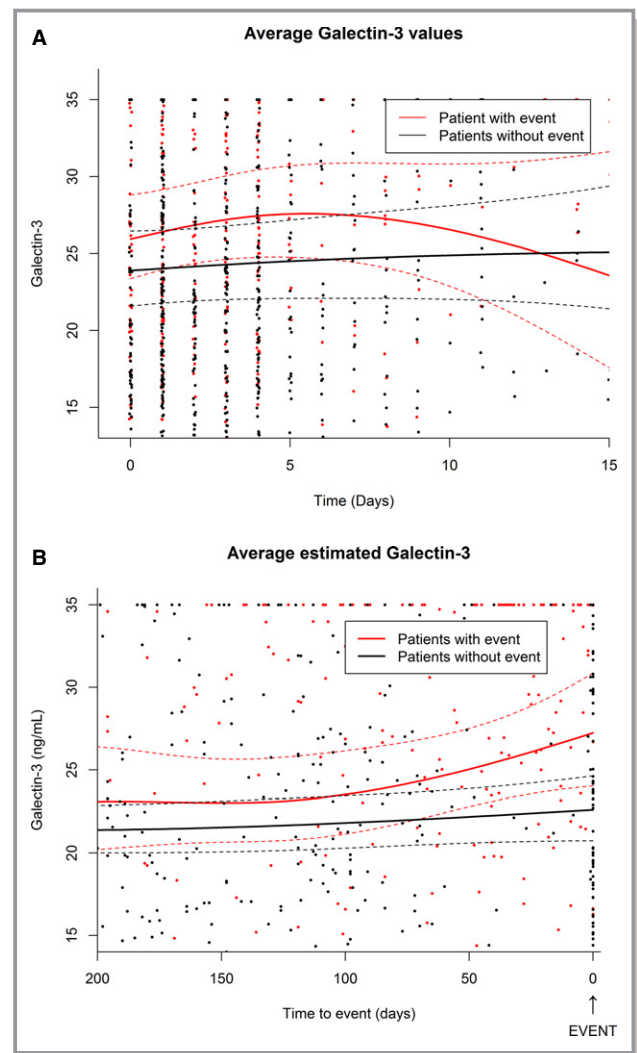 A
Average Galectin-3 values
35
30
25
20
15
Galectin-3
Patient with event
Patients without event
0
5
10
15
Time (Days)
B
Average estimated Galectin-3
35
30
25
20
15
Galectin-3 (ng/mL)
Patients with event
Patients without event
200
150
100
50
0
Time to event (days)
↑
EVENT